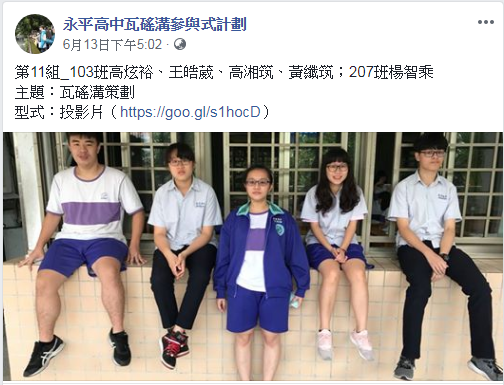 永平高中瓦磘溝參與式計劃
6月13日下午5:02 ·
第11組_103班高炫裕、王皓葳、高湘筑、黃纖筑；207班楊智乘
主題：瓦磘溝策劃
型式：投影片（https://goo.gl/s1hocD）